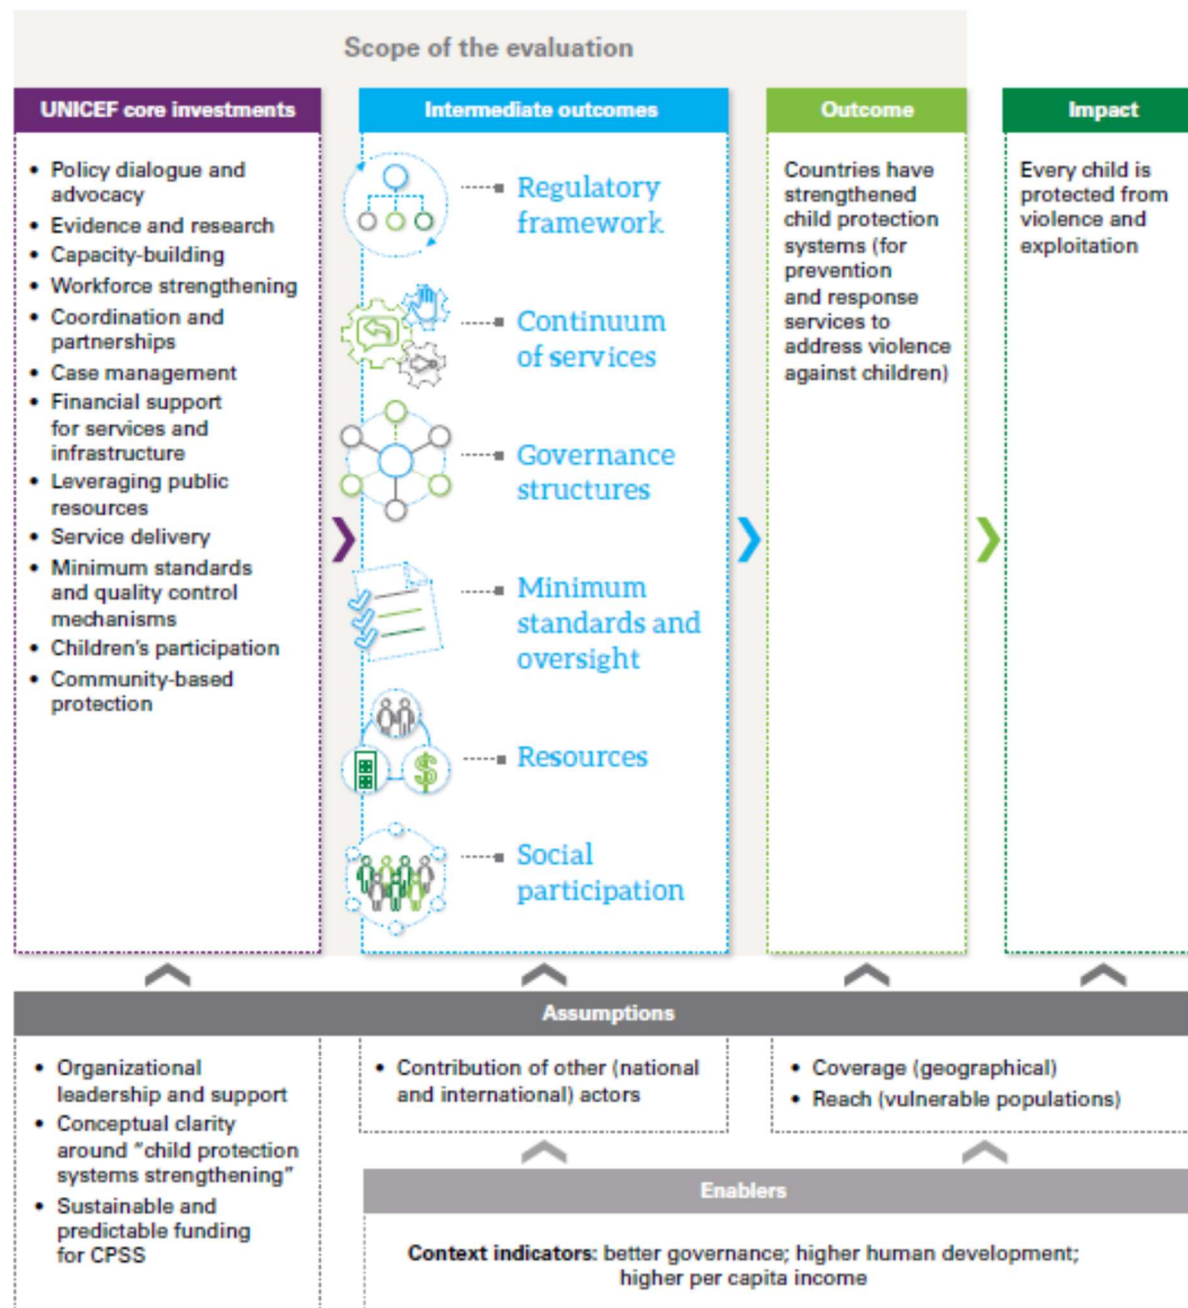 Scope of the evaluation
UNICEF core investments
• Policy dialogue and
advocacy
• Evidence and research
• Capacity-building
• Workforce strengthening
• Coordination and
partnerships
• Case management
• Financial support
for services and
infrastructure
• Leveraging public
resources
• Service delivery
• Minimum standards
and quality control
mechanisms
• Children’s participation
• Community-based
protection
Intermediate outcomes
Regulatory
framework
Continuum
of services
Governance
structures
Minimum
standards and
oversight
Resources
Social
participation
Outcome
Countries have
strengthened
child protection
systems (for
prevention
and response
services to
address violence
against children)
Impact
Every child is
protected from
violence and
exploitation
Assumptions
• Organizational
leadership and support
• Conceptual clarity
around “child protection
systems strengthening”
• Sustainable and
predictable funding
for CPSS
• Contribution of other (national
and international) actors
• Coverage (geographical)
• Reach (vulnerable populations)
Enablers
Context indicators: better governance; higher human development;
higher per capita income